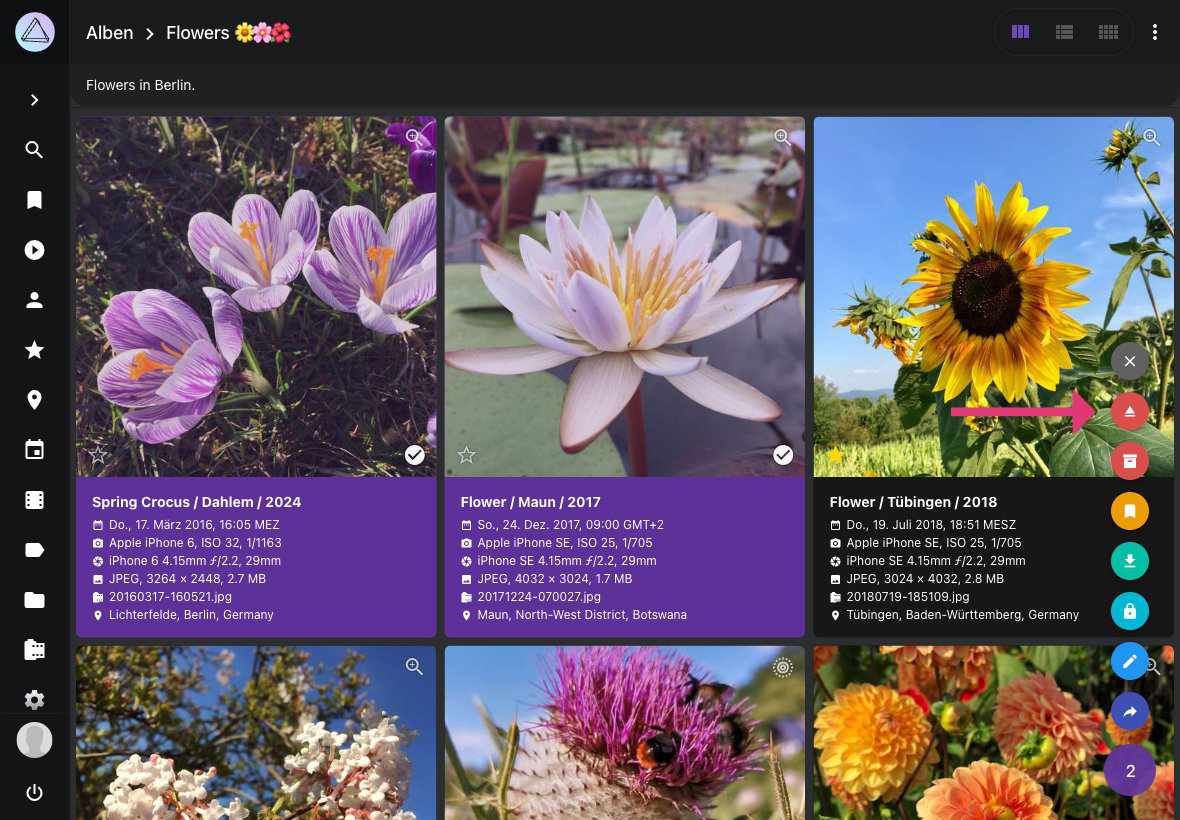 Alben > Flowers 🌼🌸🌺
Flowers in Berlin.
Spring Crocus / Dahlem / 2024
Do., 17. März 2016, 16:05 MEZ
Apple iPhone 6, ISO 32, 1/1163
iPhone 6 4.15mm ƒ/2.2, 29mm
JPEG, 3264 × 2448, 2.7 MB
20160317-160521.jpg
Lichterfelde, Berlin, Germany
Flower / Maun / 2017
So., 24. Dez. 2017, 09:00 GMT+2
Apple iPhone SE, ISO 25, 1/705
iPhone SE 4.15mm ƒ/2.2, 29mm
JPEG, 4032 × 3024, 1.7 MB
20171224-070027.jpg
Maun, North-West District, Botswana
Flower / Tübingen / 2018
Do., 19. Juli 2018, 18:51 MESZ
Apple iPhone SE, ISO 25, 1/705
iPhone SE 4.15mm ƒ/2.2, 29mm
JPEG, 3024 × 4032, 2.8 MB
20180719-185109.jpg
Tübingen, Baden-Württemberg, Germany
2